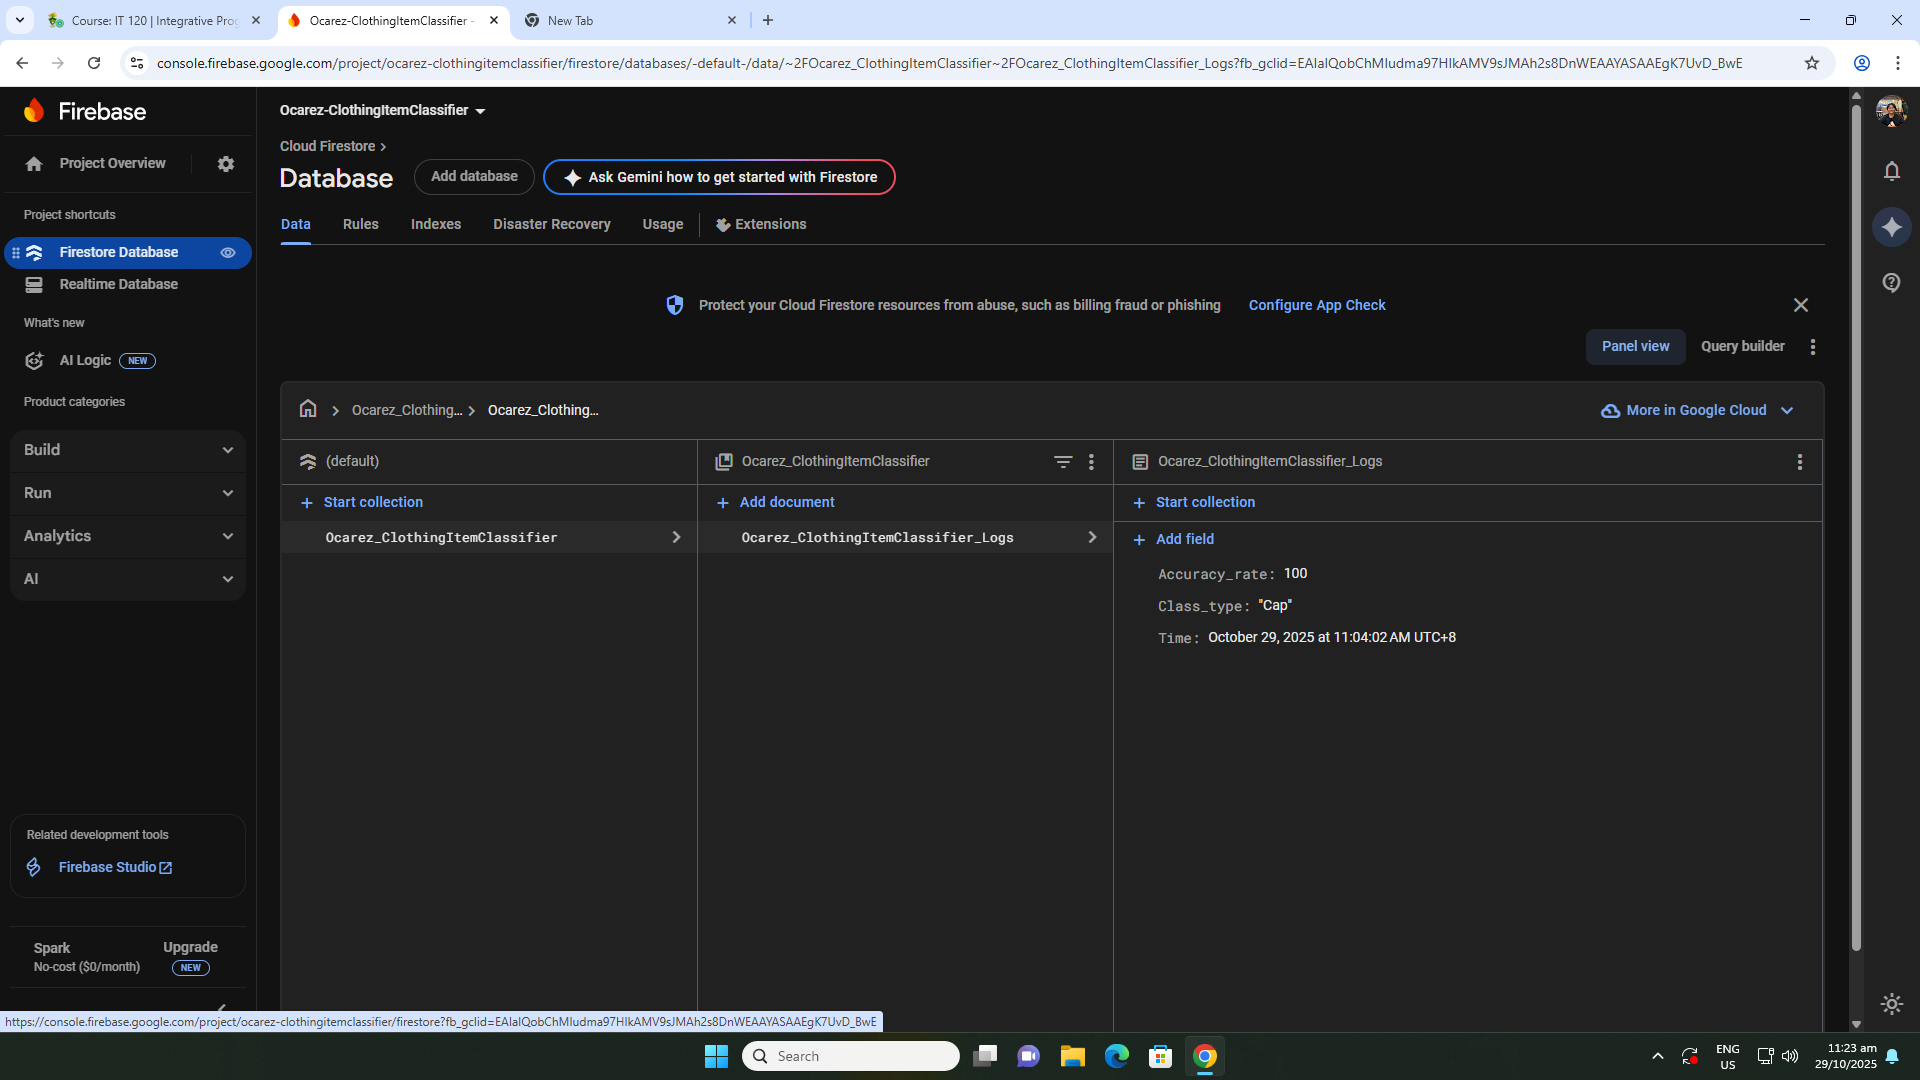 Course: IT 120 | Integrative Prog
Ocarez-ClothingItemClassifier -
New Tab
console.firebase.google.com/project/ocarez-clothingitemclassifier/firestore/databases/-default-/data/~2FOcarez_ClothingItemClassifier~2FOcarez_ClothingItemClassifier_Logs?fb_gclid=EAIaIQobChMIudma97HIkAMV9sJMAh2s8DnWEAAYASAAEgK7UvD_BwE
Firebase
Project Overview
Project shortcuts
Firestore Database
Realtime Database
What's new
AI Logic NEW
Product categories
Build
Run
Analytics
AI
Related development tools
Firebase Studio
Spark
No-cost ($0/month)
Upgrade
NEW
Ocarez-ClothingItemClassifier
Cloud Firestore
Database
Add database
Ask Gemini how to get started with Firestore
Data Rules Indexes Disaster Recovery Usage Extensions
Protect your Cloud Firestore resources from abuse, such as billing fraud or phishing Configure App Check
Panel view Query builder
Ocarez_Clothing... Ocarez_Clothing... More in Google Cloud
(default)
Start collection
Ocarez_ClothingItemClassifier
Ocarez_ClothingItemClassifier
Add document
Ocarez_ClothingItemClassifier_Logs
Ocarez_ClothingItemClassifier_Logs
Start collection
Add field
Accuracy_rate: 100
Class_type: "Cap"
Time: October 29, 2025 at 11:04:02 AM UTC+8
https://console.firebase.google.com/project/ocarez-clothingitemclassifier/firestore?fb_gclid=EAIaIQobChMIudma97HIkAMV9sJMAh2s8DnWEAAYASAAEgK7UvD_BwE
Search
ENG
US
11:23 am
29/10/2025